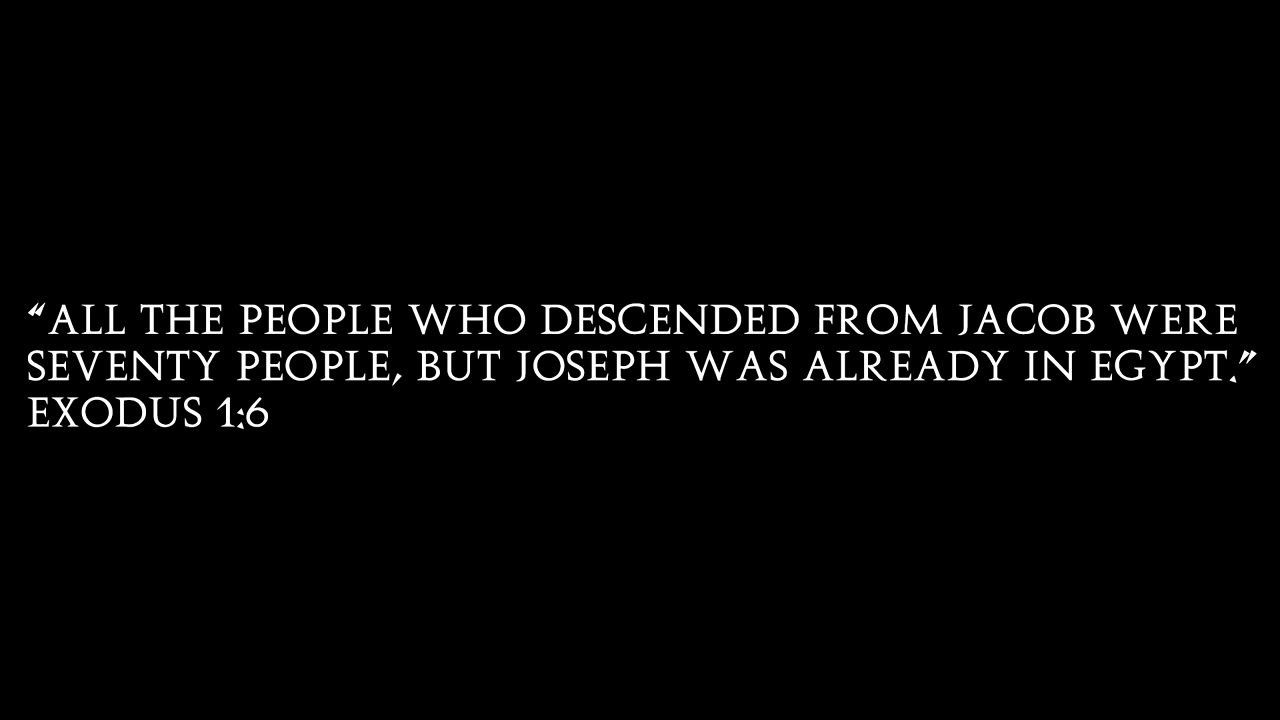 “ALL THE PEOPLE WHO DESCENDED FROM JACOB WERE
SEVENTY PEOPLE, BUT JOSEPH WAS ALREADY IN EGYPT.”
EXODUS 1:6